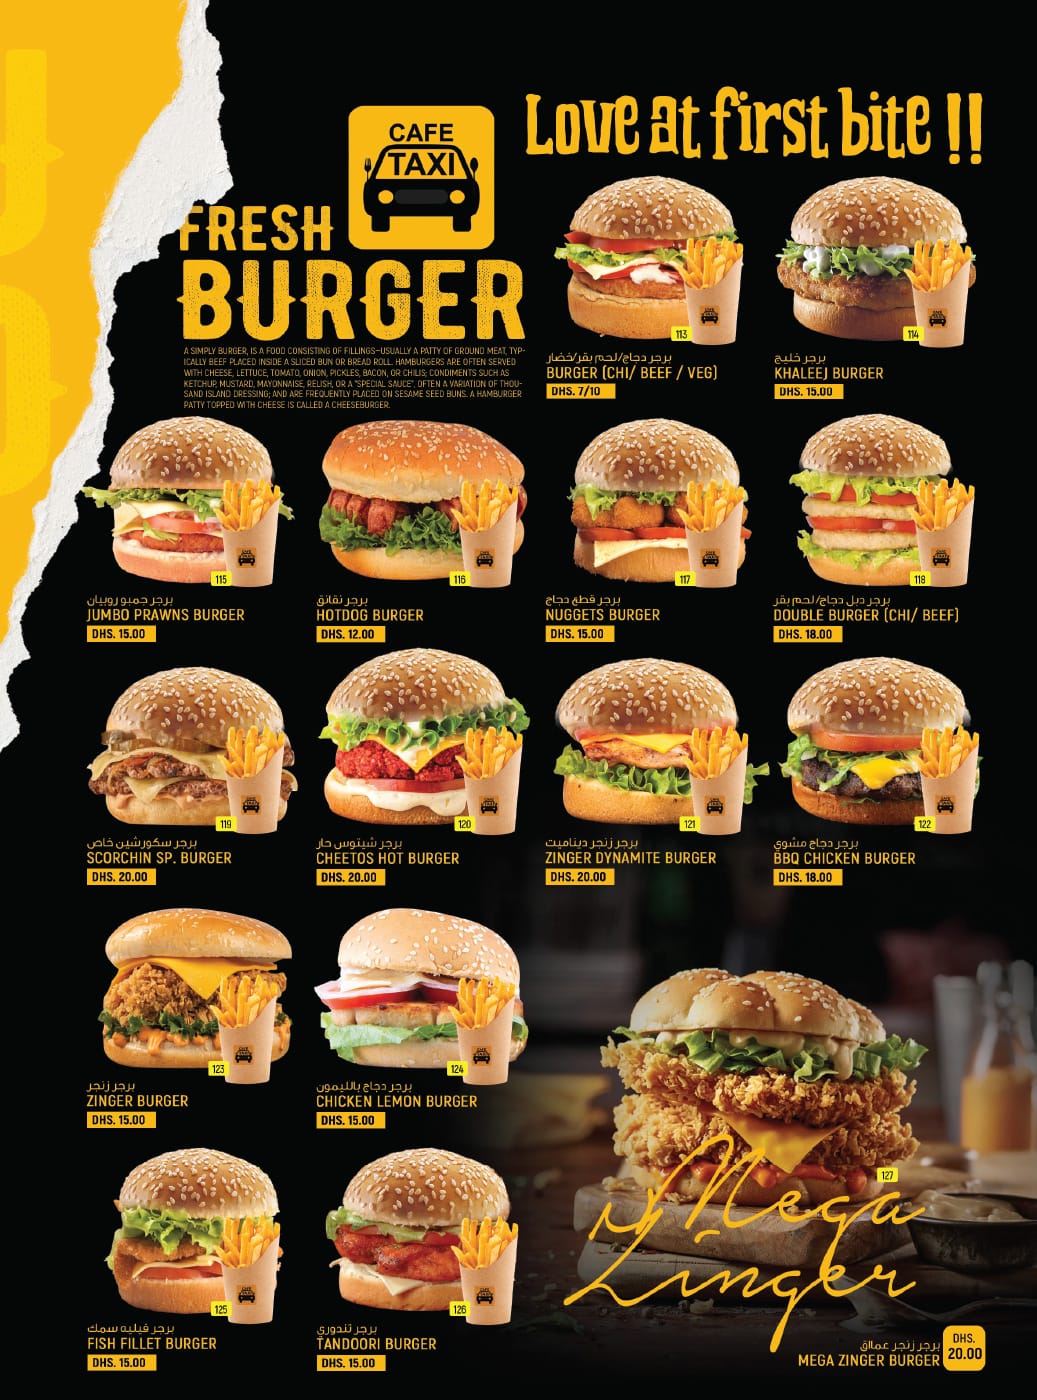 Love at first bite !!
CAFE
TAXI
FRESH
BURGER
A SIMPLY BURGER, IS A FOOD CONSISTING OF FILLINGS—USUALLY A PATTY OF GROUND MEAT, TYP-
ICALLY BEEF PLACED INSIDE A SLICED BUN OR BREAD ROLL. HAMBURGERS ARE OFTEN SERVED
WITH CHEESE, LETTUCE, TOMATO, ONION, PICKLES, BACON, OR CHILIS; CONDIMENTS SUCH AS
KETCHUP, MUSTARD, MAYONNAISE, RELISH, OR A "SPECIAL SAUCE", OFTEN A VARIATION OF THOU-
SAND ISLAND DRESSING; AND ARE FREQUENTLY PLACED ON SESAME SEED BUNS. A HAMBURGER
PATTY TOPPED WITH CHEESE IS CALLED A CHEESEBURGER.
113
برجر دجاج/لحم بقر/خضار
BURGER (CHI/ BEEF / VEG)
DHS. 7/10
114
برجر خليج
KHALEEJ BURGER
DHS. 15.00
115
برجر جمبو روبيان
JUMBO PRAWNS BURGER
DHS. 15.00
116
برجر نقانق
HOTDOG BURGER
DHS. 12.00
117
برجر قطع دجاج
NUGGETS BURGER
DHS. 15.00
118
برجر دبل دجاج/لحم بقر
DOUBLE BURGER (CHI/ BEEF)
DHS. 18.00
119
برجر سكورشين خاص
SCORCHIN SP. BURGER
DHS. 20.00
120
برجر شيتوس حار
CHEETOS HOT BURGER
DHS. 20.00
121
برجر زنجر ديناميت
ZINGER DYNAMITE BURGER
DHS. 20.00
122
برجر دجاج مشوي
BBQ CHICKEN BURGER
DHS. 18.00
123
برجر زنجر
ZINGER BURGER
DHS. 15.00
124
برجر دجاج بالليمون
CHICKEN LEMON BURGER
DHS. 15.00
125
برجر فيليه سمك
FISH FILLET BURGER
DHS. 15.00
126
برجر تندوري
TANDOORI BURGER
DHS. 15.00
127
Mega
Zinger
برجر زنجر عملاق
MEGA ZINGER BURGER
DHS.
20.00